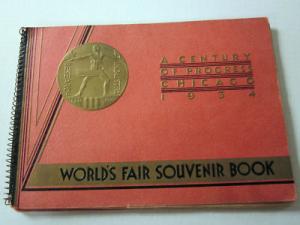 A CENTURY
OF PROGRESS
CHICAGO
1934
WORLD'S FAIR SOUVENIR BOOK